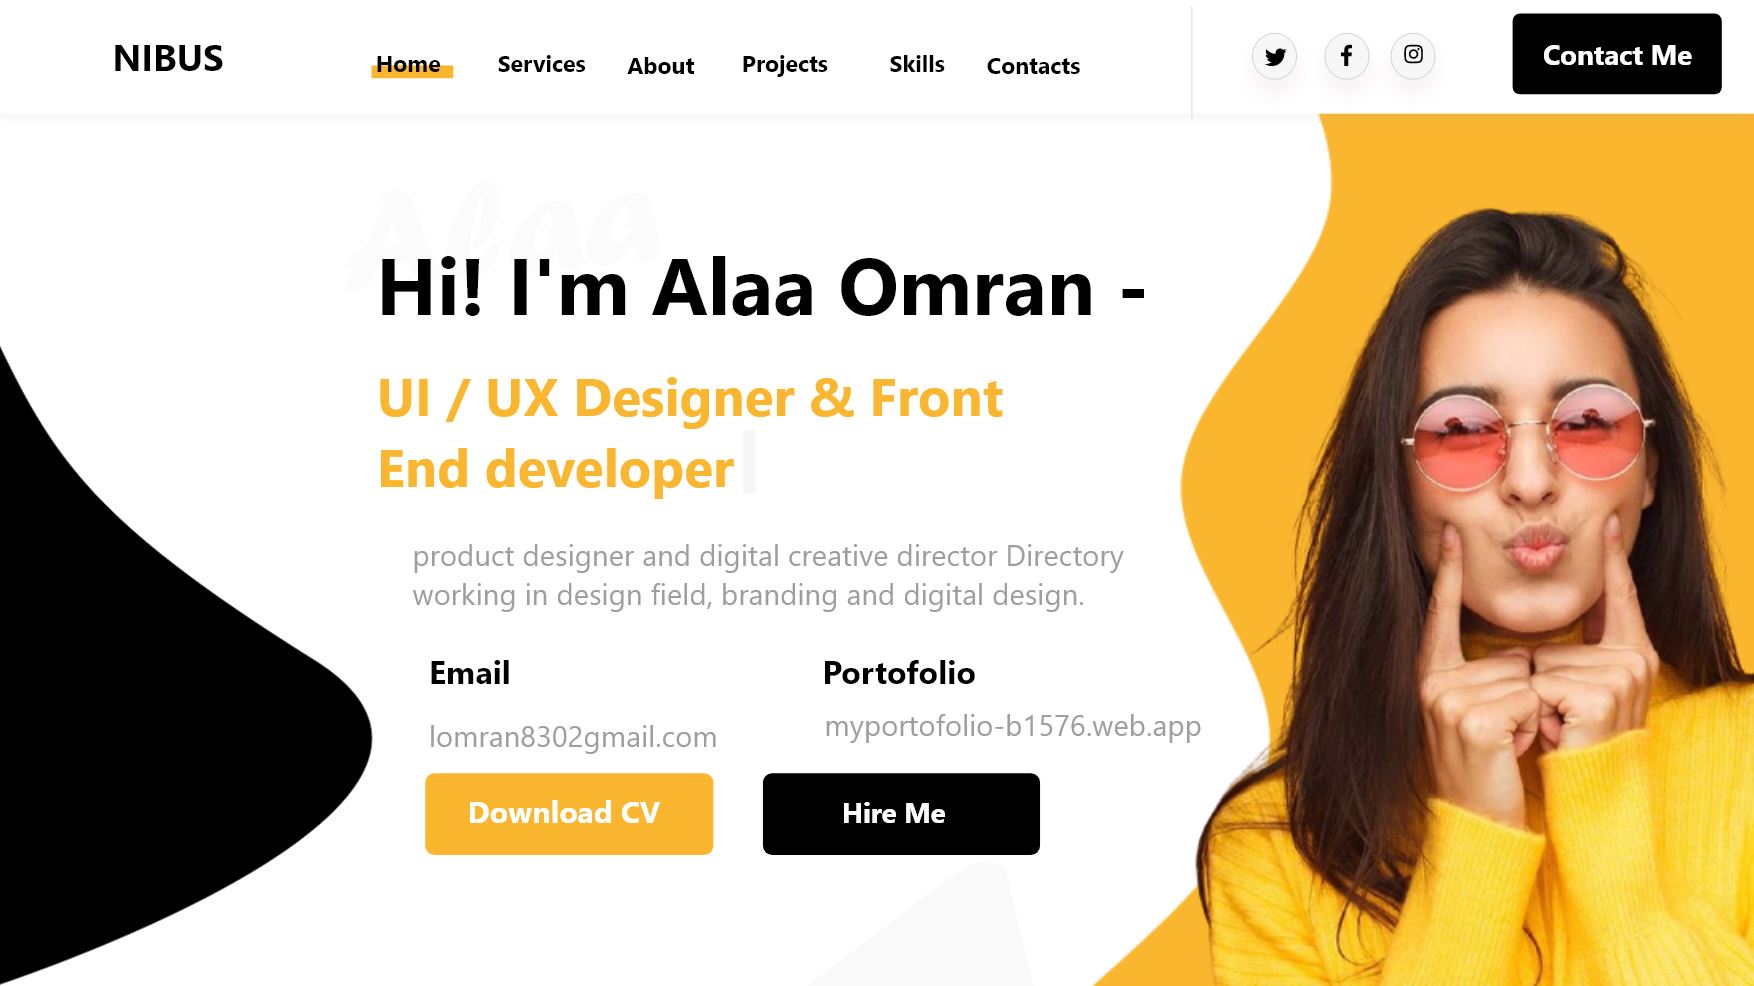 NIBUS
Home Services About Projects Skills Contacts
Contact Me
Alaa
Hi! I'm Alaa Omran -
UI / UX Designer & Front
End developer
product designer and digital creative director Directory
working in design field, branding and digital design.
Email
Portofolio
lomran8302gmail.com
myportofolio-b1576.web.app
Download CV
Hire Me